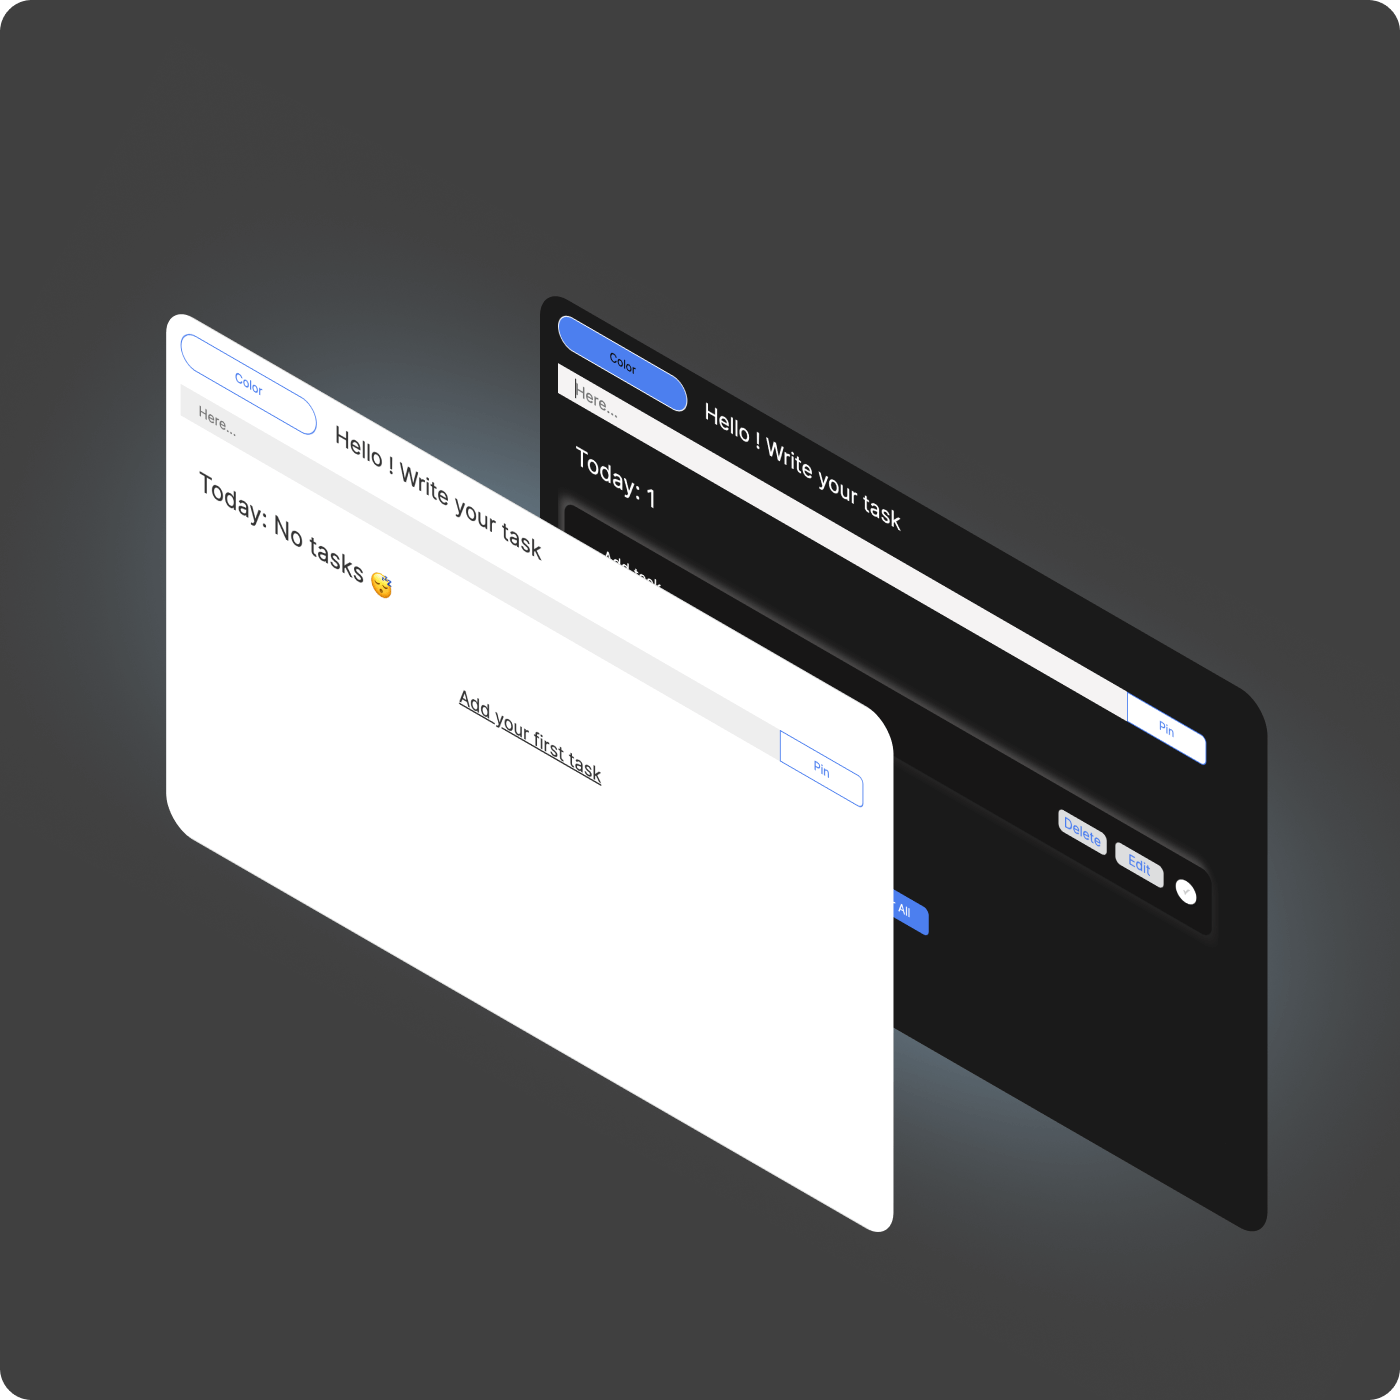 Color
Hello ! Write your task
Here...
Pin
Today: No tasks 😴
Add your first task
Color
Hello ! Write your task
Here...
Pin
Today: 1
Add task
Delete
Edit
All